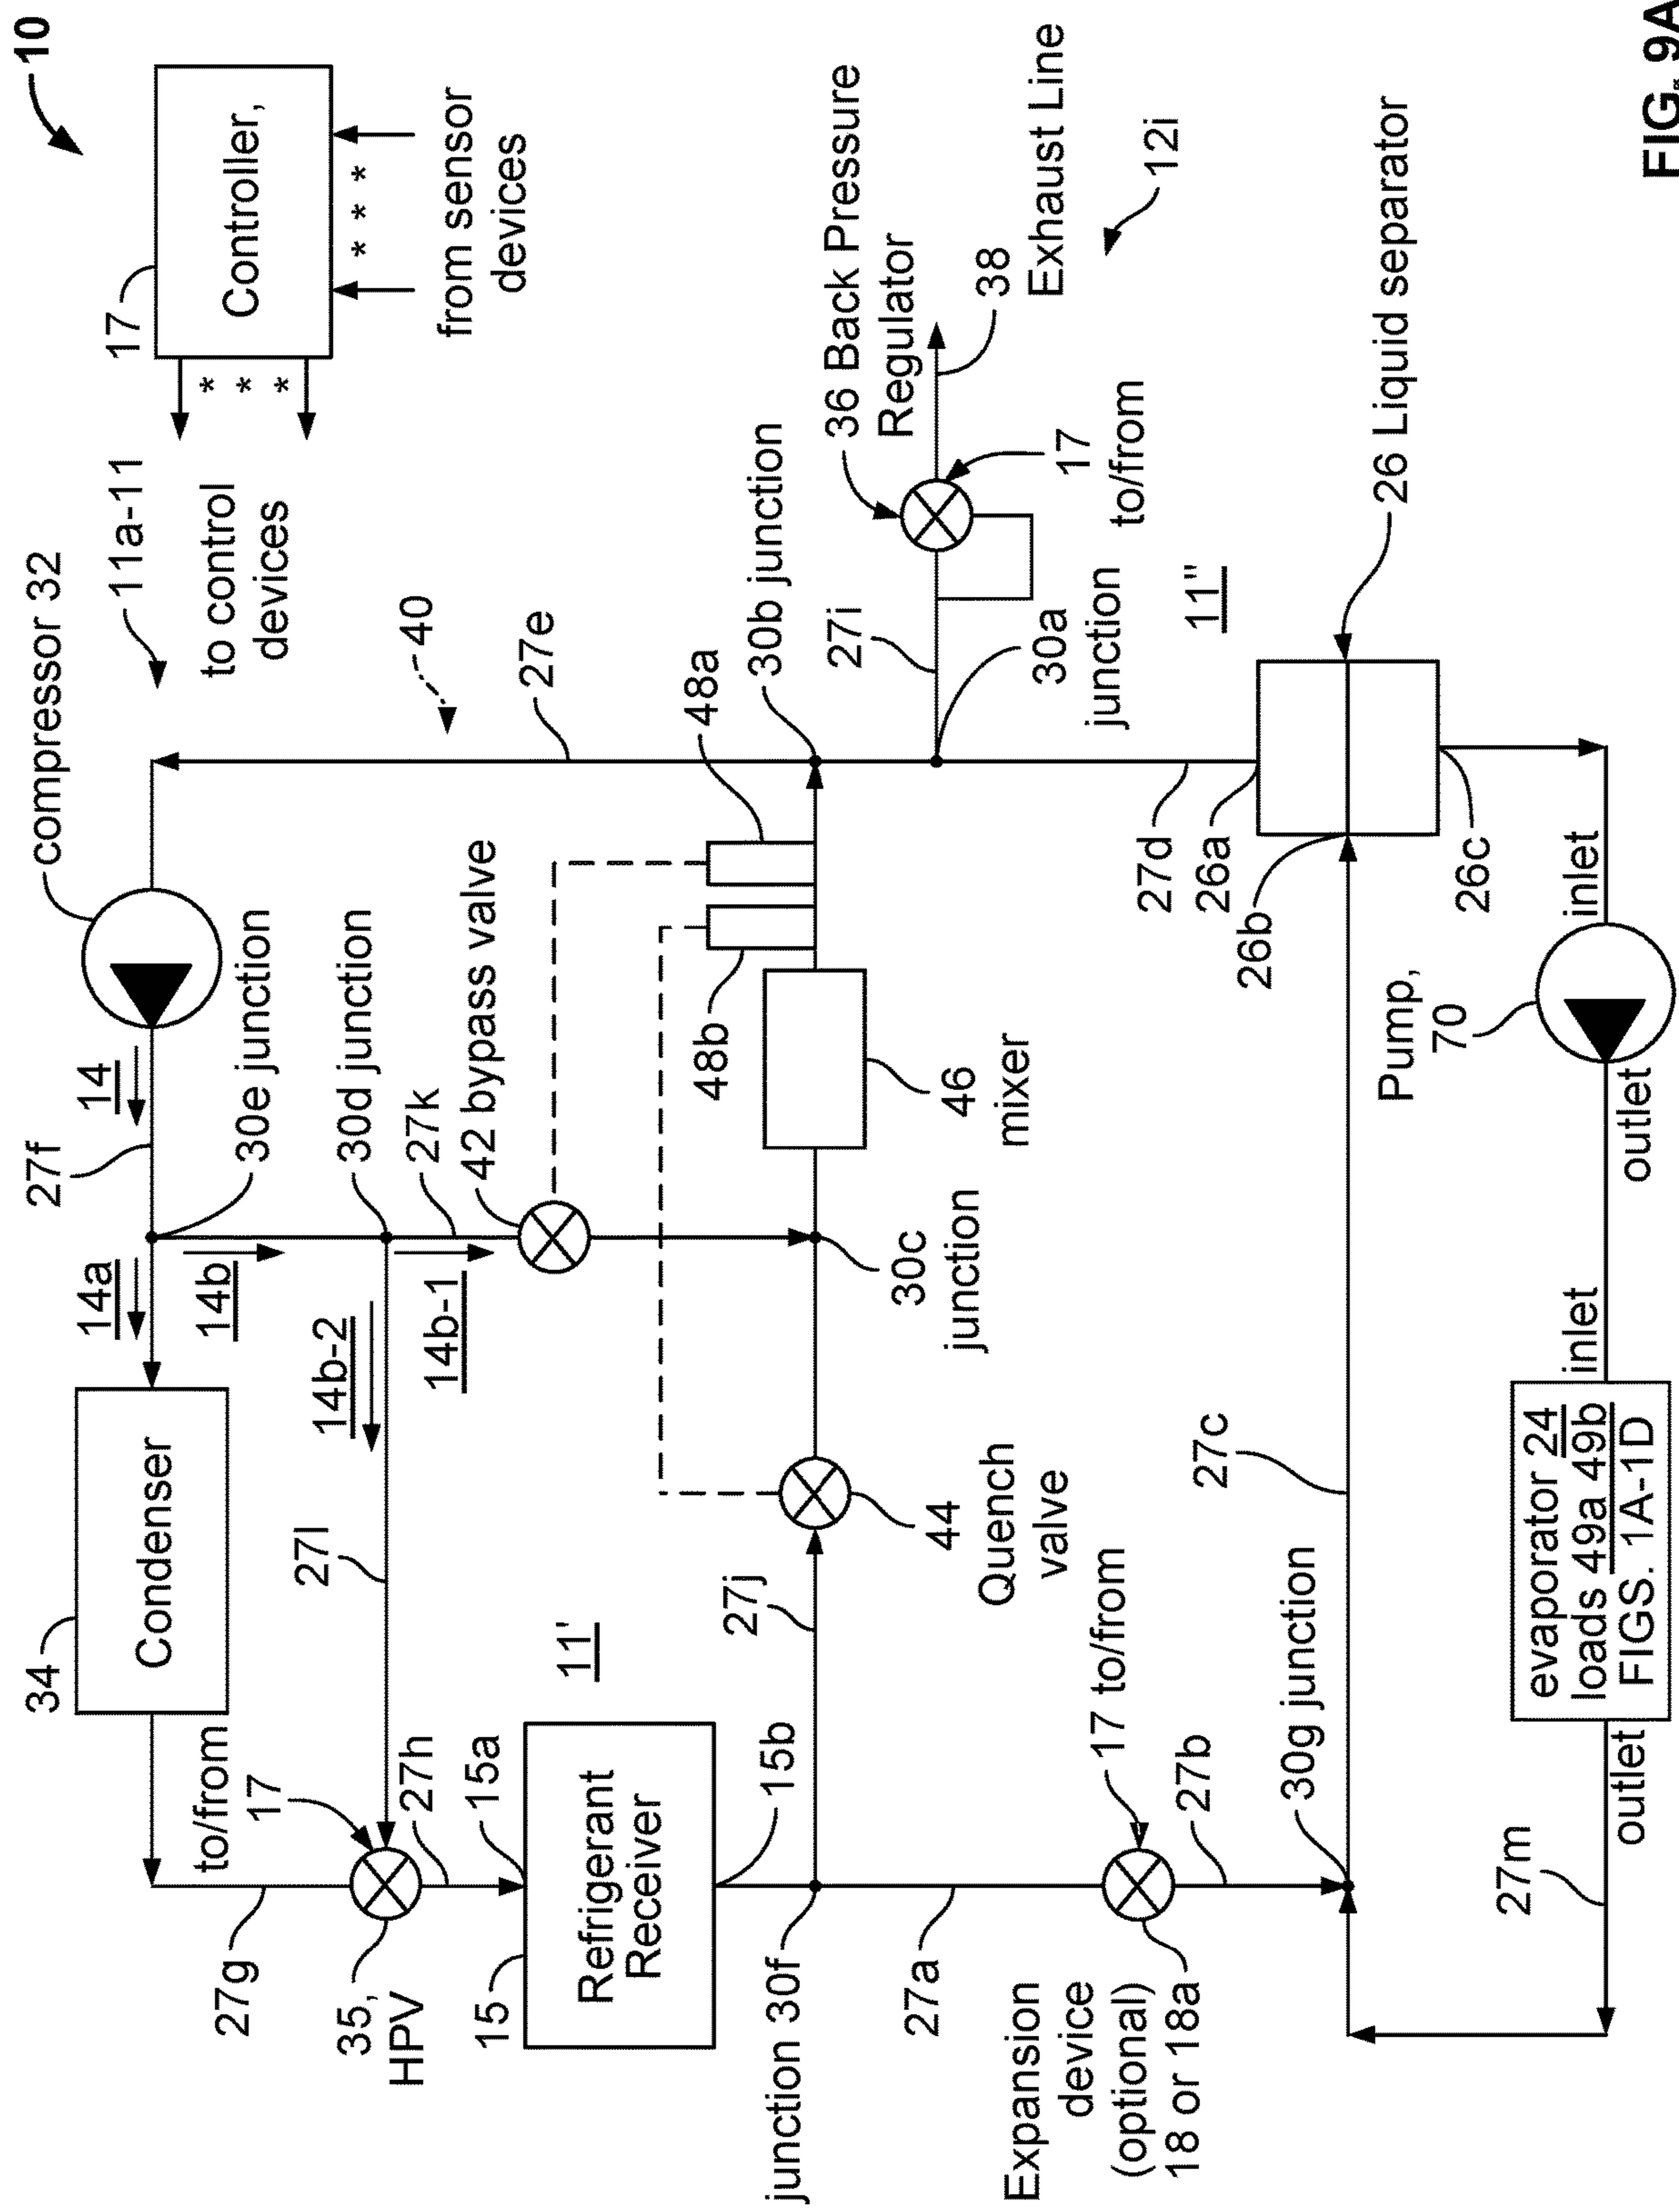 10
17
Controller,
from sensor
devices
* * *
*
*
*
11a-11
to control
devices
compressor 32
40
27e
14
27f
30e junction
30d junction
27k
42 bypass valve
14a
14b
14b-1
14b-2
34
Condenser
27l
to/from
17
27g
27h
35,
HPV
15a
15
Refrigerant
Receiver
11'
15b
junction 30f
27j
44
Quench
valve
30c
junction
46
mixer
48b
48a
30b junction
27i
30a
junction
36 Back Pressure
Regulator
38
Exhaust Line
17
to/from
12i
11"
26 Liquid separator
27d
26a
26b
26c
27a
17 to/from
27b
Expansion
device
(optional)
18 or 18a
30g junction
27c
Pump,
70
inlet
outlet
inlet
evaporator 24
loads 49a 49b
FIGS. 1A-1D
outlet
27m
FIG. 9A